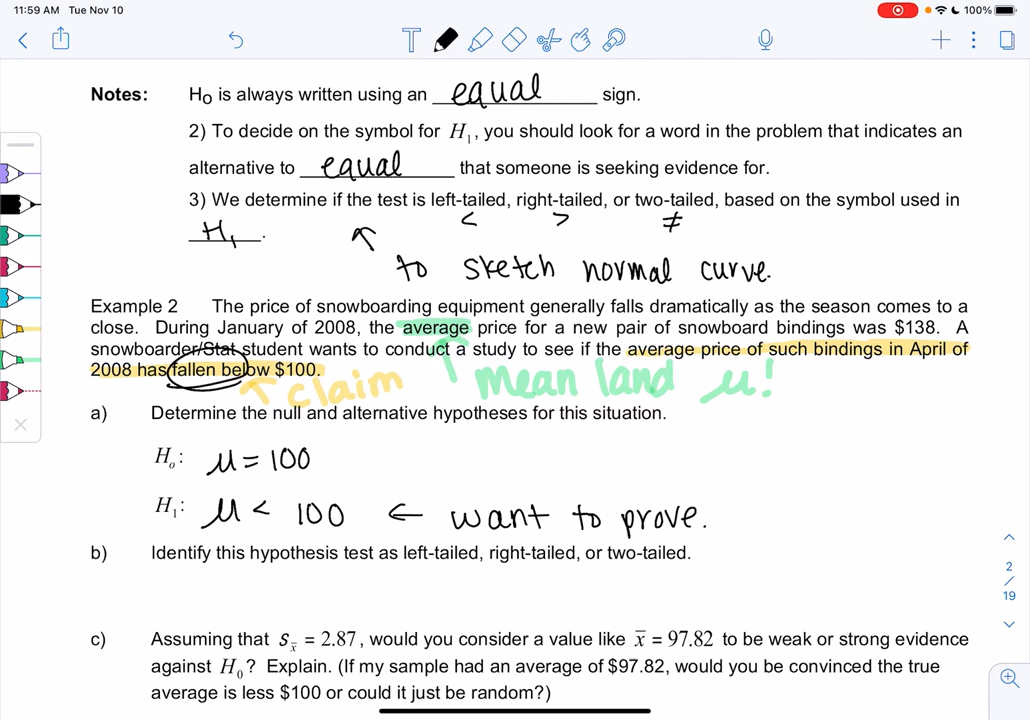 11:59 AM Tue Nov 10
100%
Notes: H₀ is always written using an equal sign.
2) To decide on the symbol for H₁, you should look for a word in the problem that indicates an
alternative to equal that someone is seeking evidence for.
3) We determine if the test is left-tailed, right-tailed, or two-tailed, based on the symbol used in
< > ≠
H₁.
to sketch normal curve.
Example 2 The price of snowboarding equipment generally falls dramatically as the season comes to a
close. During January of 2008, the average price for a new pair of snowboard bindings was $138. A
snowboarder/Stat student wants to conduct a study to see if the average price of such bindings in April of
2008 has fallen below $100.
claim mean land μ!
a) Determine the null and alternative hypotheses for this situation.
H₀: μ = 100
H₁: μ < 100 ← want to prove.
b) Identify this hypothesis test as left-tailed, right-tailed, or two-tailed.
2
/
19
c) Assuming that s_x̄ = 2.87, would you consider a value like x̄ = 97.82 to be weak or strong evidence
against H₀? Explain. (If my sample had an average of $97.82, would you be convinced the true
average is less $100 or could it just be random?)